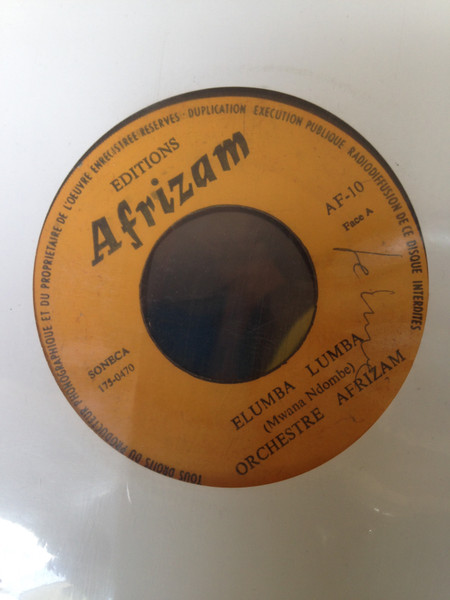 TOUS DROITS DU PRODUCTEUR PHONOGRAPHIQUE ET DU PROPRIETAIRE DE L'ŒUVRE ENREGISTREE RESERVES - DUPLICATION EXECUTION PUBLIQUE RADIODIFFUSION DE CE DISQUE INTERDITES
EDITIONS
Afrizam
AF-10
Face A
SONECA
175-0470
ELUMBA LUMBA
(Mwana Ndombe)
ORCHESTRE AFRIZAM